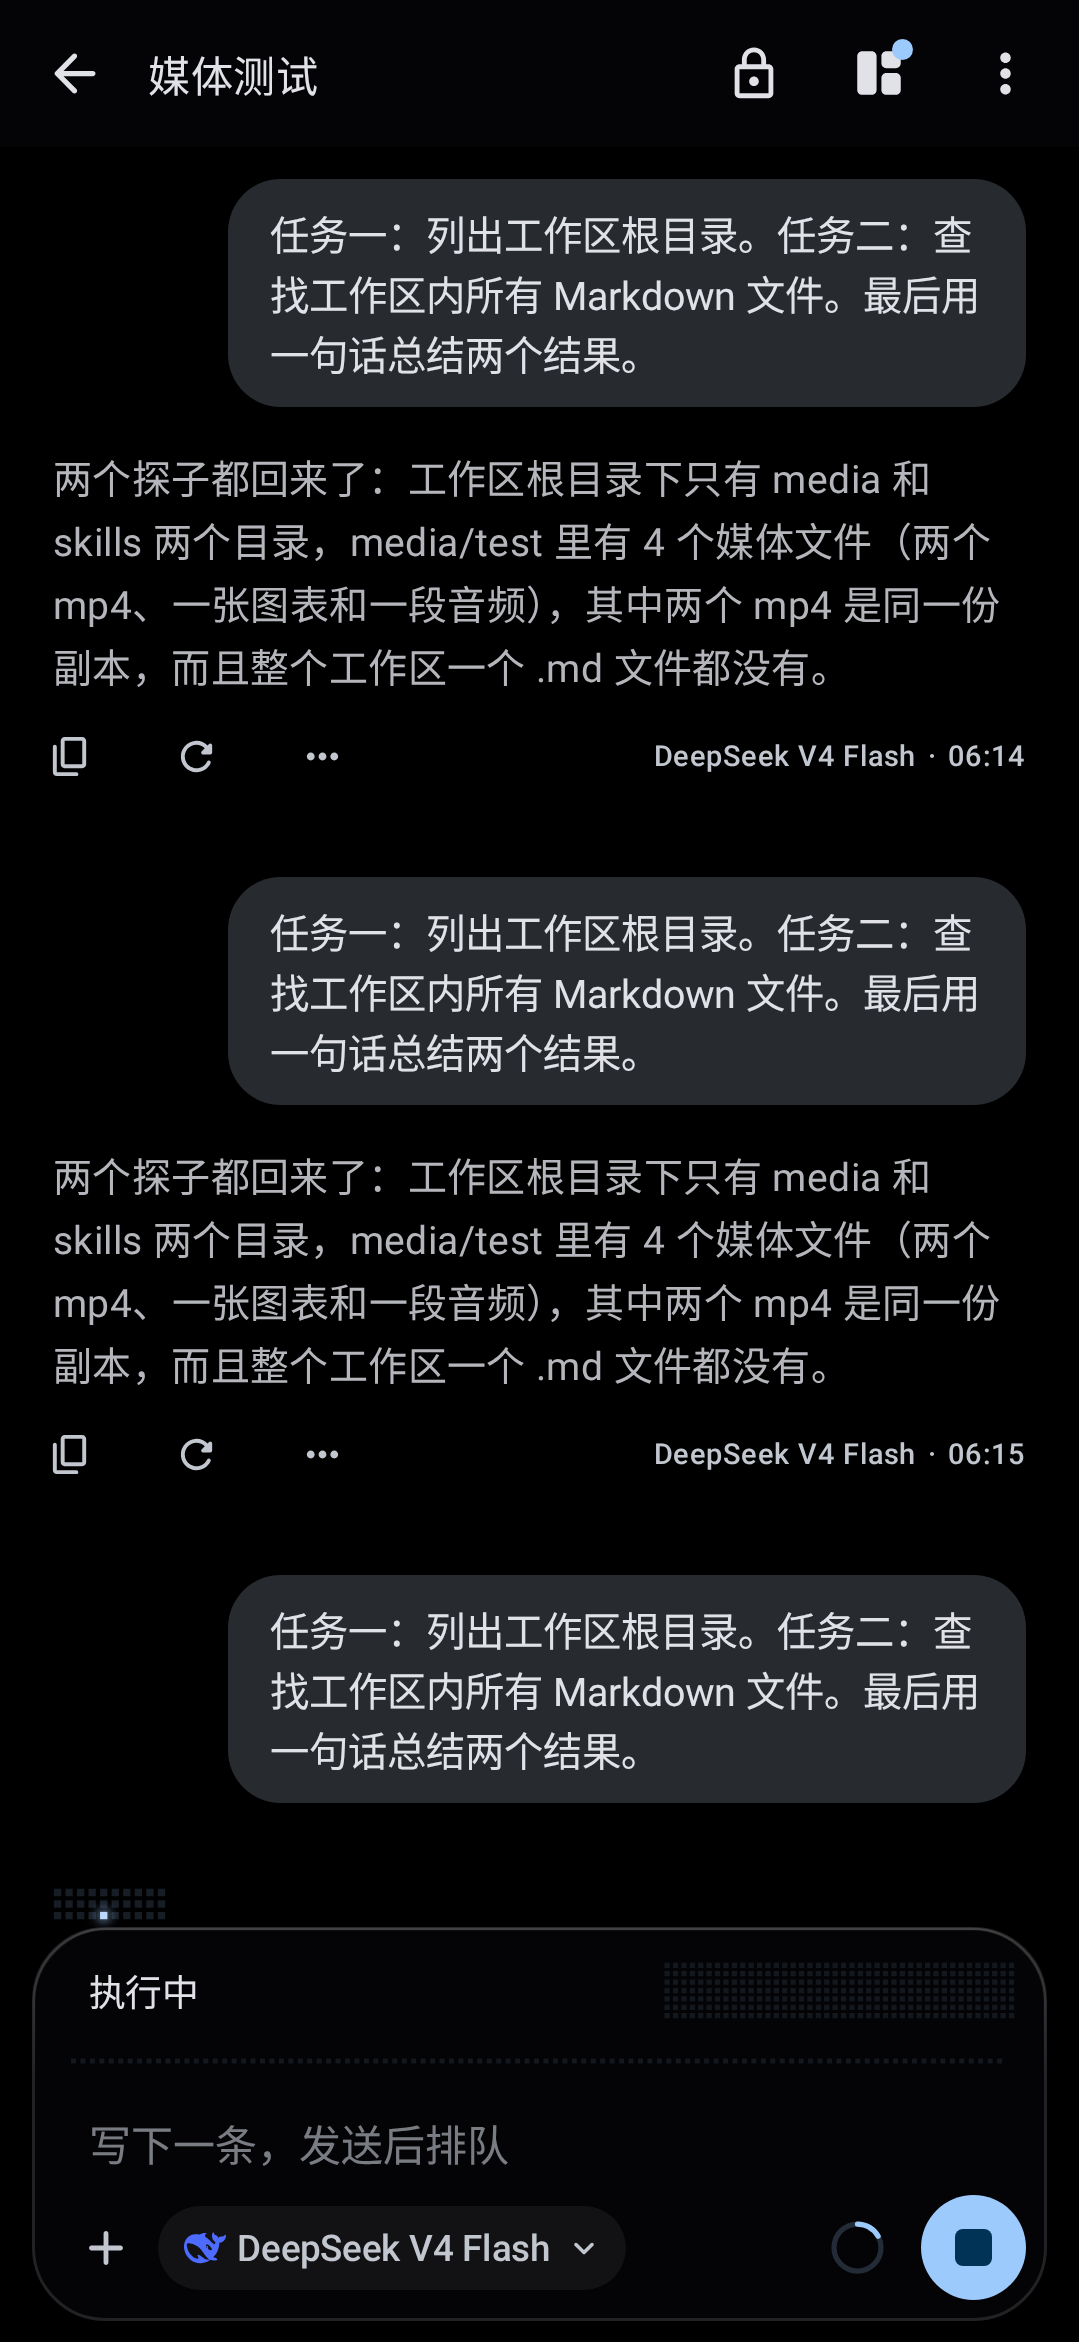 媒体测试
任务一：列出工作区根目录。任务二：查
找工作区内所有 Markdown 文件。最后用
一句话总结两个结果。
两个探子都回来了：工作区根目录下只有 media 和
skills 两个目录，media/test 里有 4 个媒体文件（两个
mp4、一张图表和一段音频），其中两个 mp4 是同一份
副本，而且整个工作区一个 .md 文件都没有。
DeepSeek V4 Flash · 06:14
任务一：列出工作区根目录。任务二：查
找工作区内所有 Markdown 文件。最后用
一句话总结两个结果。
两个探子都回来了：工作区根目录下只有 media 和
skills 两个目录，media/test 里有 4 个媒体文件（两个
mp4、一张图表和一段音频），其中两个 mp4 是同一份
副本，而且整个工作区一个 .md 文件都没有。
DeepSeek V4 Flash · 06:15
任务一：列出工作区根目录。任务二：查
找工作区内所有 Markdown 文件。最后用
一句话总结两个结果。
执行中
写下一条，发送后排队
DeepSeek V4 Flash